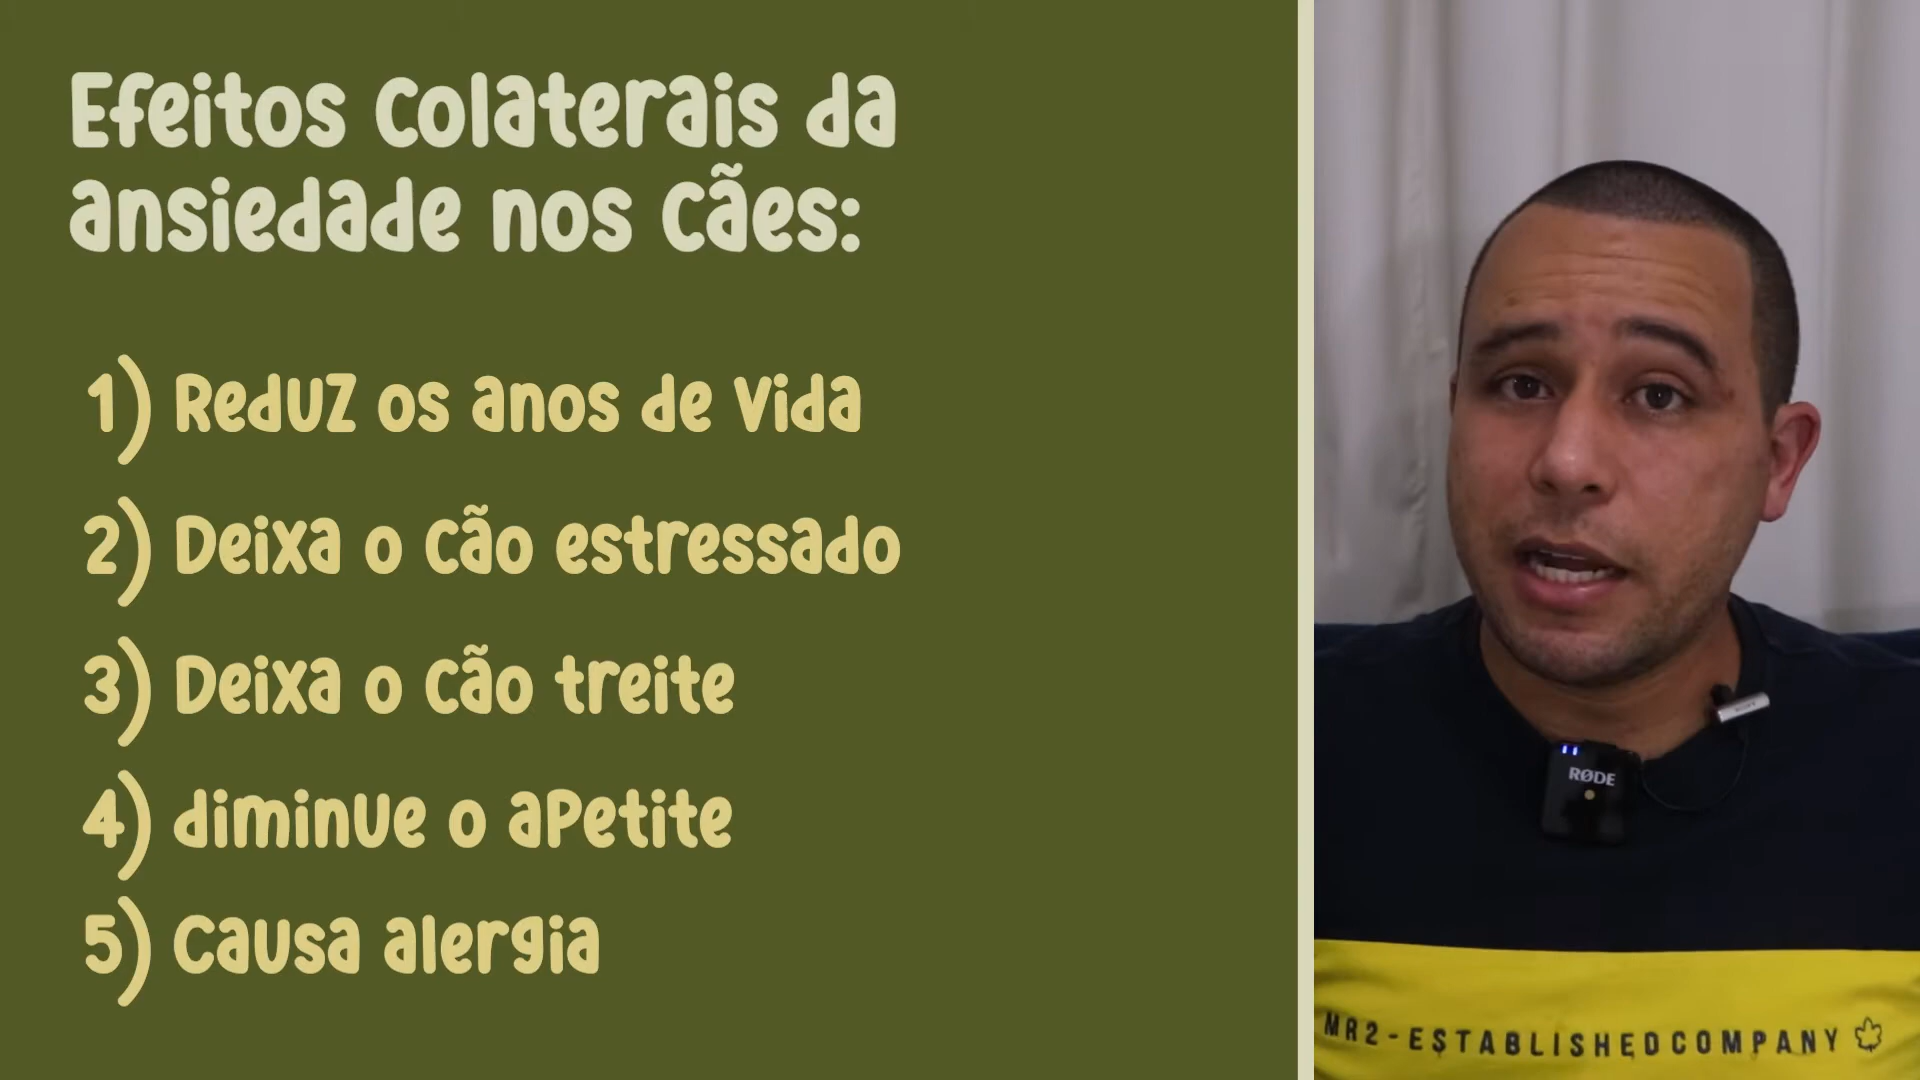 Efeitos colaterais da
ansiedade nos cães:
1) Reduz os anos de vida
2) Deixa o cão estressado
3) Deixa o cão treite
4) diminue o apetite
5) causa alergia
RØDE
MR2-ESTABLISHEDCOMPANY